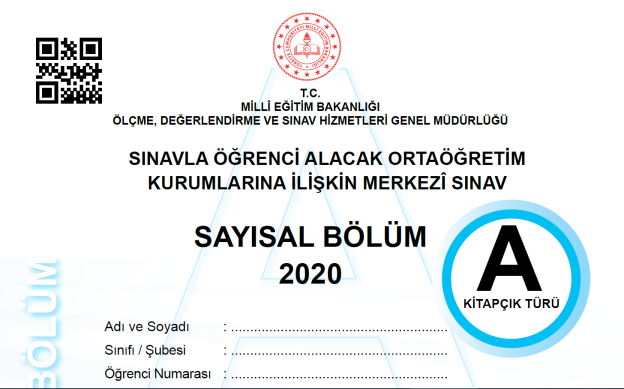 T.C.
MİLLÎ EĞİTİM BAKANLIĞI
ÖLÇME, DEĞERLENDİRME VE SINAV HİZMETLERİ GENEL MÜDÜRLÜĞÜ
SINAVLA ÖĞRENCİ ALACAK ORTAÖĞRETİM
KURUMLARINA İLİŞKİN MERKEZÎ SINAV
SAYISAL BÖLÜM
2020
A
KİTAPÇIK TÜRÜ
BÖLÜM
Adı ve Soyadı : ....................................................
Sınıfı / Şubesi : ....................................................
Öğrenci Numarası : ....................................................